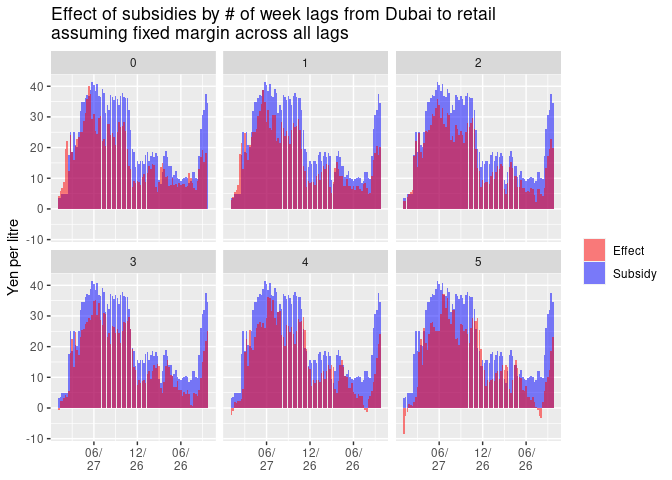 Effect of subsidies by # of week lags from Dubai to retail
assuming fixed margin across all lags
0 1 2
40
30
20
10
0
-10
3 4 5
40
30
20
10
0
-10
06/ 12/ 06/ 06/ 12/ 06/ 06/ 12/ 06/
27 26 26 27 26 26 27 26 26
Yen per litre
Effect
Subsidy